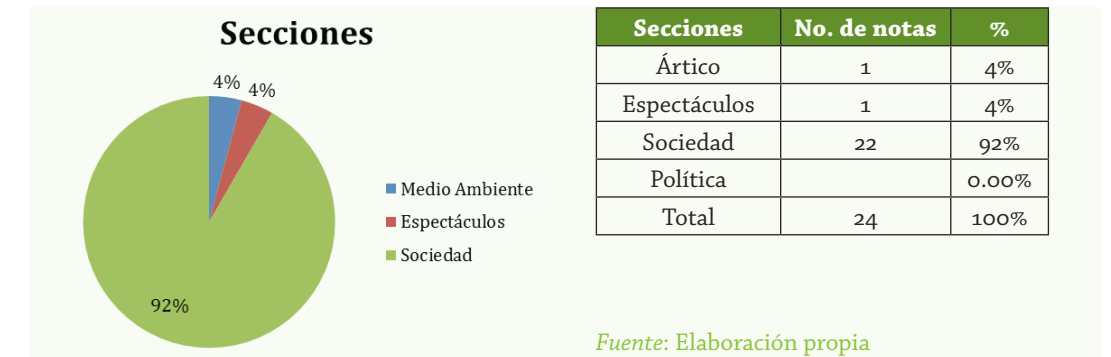 Secciones
4% 4%
92%
Medio Ambiente
Espectáculos
Sociedad
Secciones No. de notas %
Ártico 1 4%
Espectáculos 1 4%
Sociedad 22 92%
Política 0.00%
Total 24 100%
Fuente: Elaboración propia